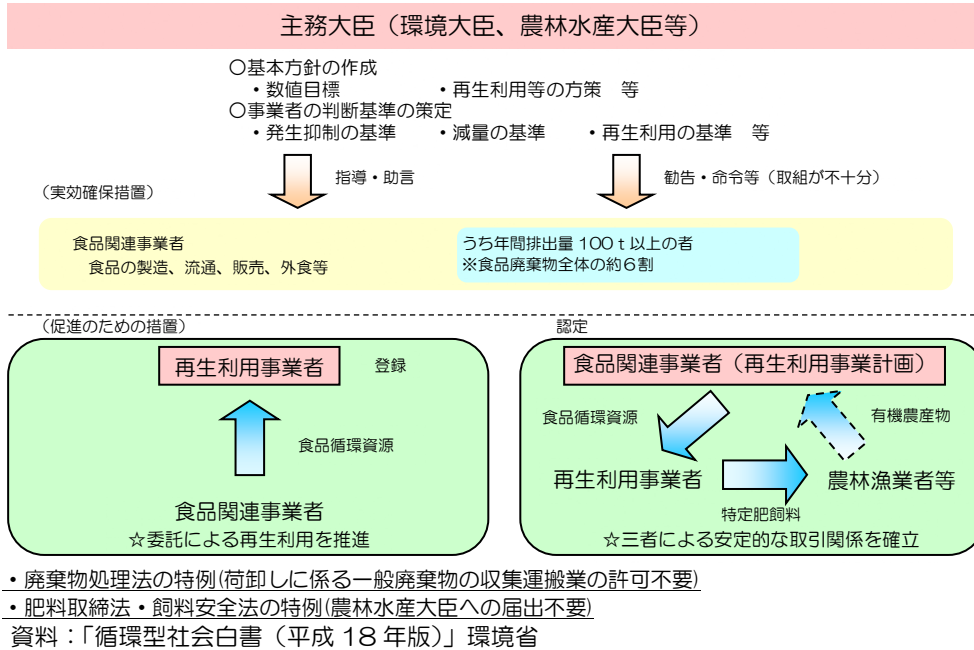 主務大臣（環境大臣、農林水産大臣等）
〇基本方針の作成
・数値目標　・再生利用等の方策　等
〇事業者の判断基準の策定
・発生抑制の基準　・減量の基準　・再生利用の基準　等
指導・助言
勧告・命令等（取組が不十分）
（実効確保措置）
食品関連事業者
食品の製造、流通、販売、外食等
うち年間排出量 100ｔ以上の者
※食品廃棄物全体の約６割
（促進のための措置）
再生利用事業者
登録
食品循環資源
食品関連事業者
☆委託による再生利用を推進
認定
食品関連事業者（再生利用事業計画）
食品循環資源
有機農産物
再生利用事業者
農林漁業者等
特定肥飼料
☆三者による安定的な取引関係を確立
・廃棄物処理法の特例(荷卸しに係る一般廃棄物の収集運搬業の許可不要)
・肥料取締法・飼料安全法の特例(農林水産大臣への届出不要)
資料：「循環型社会白書（平成 18 年版）」環境省